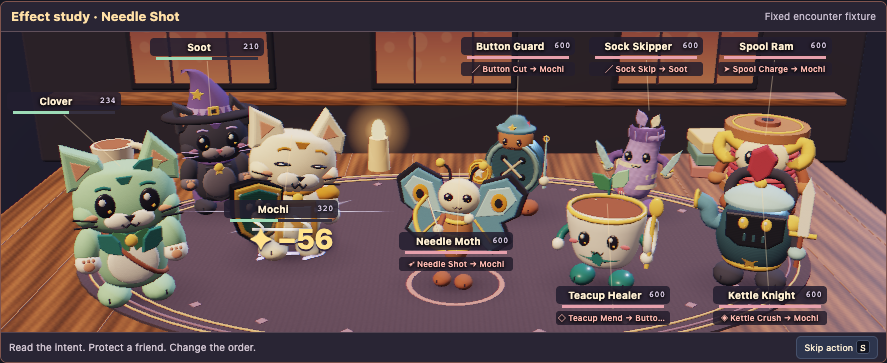 Effect study · Needle Shot
Fixed encounter fixture
Soot 210
Button Guard 600
Sock Skipper 600
Spool Ram 600
Button Cut → Mochi
Sock Skip → Soot
Spool Charge → Mochi
Clover 234
Mochi 320
-56
Needle Moth 600
Needle Shot → Mochi
Teacup Healer 600
Kettle Knight 600
Teacup Mend → Butto...
Kettle Crush → Mochi
Read the intent. Protect a friend. Change the order.
Skip action S